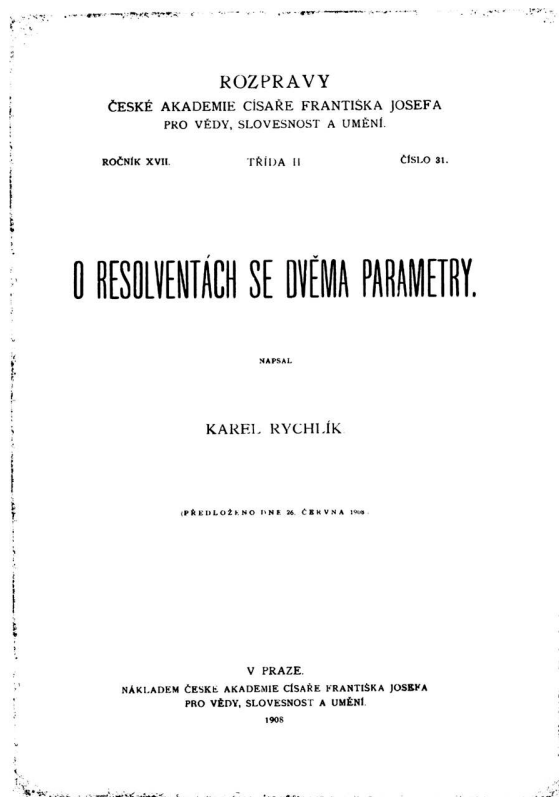 ROZPRAVY
ČESKÉ AKADEMIE CÍSAŘE FRANTIŠKA JOSEFA
PRO VĚDY, SLOVESNOST A UMĚNÍ.
ROČNÍK XVII. TŘÍDA II ČÍSLO 31.
O RESOLVENTÁCH SE DVĚMA PARAMETRY.
NAPSAL
KAREL RYCHLÍK
(PŘEDLOŽENO DNE 26. ČERVNA 1908.
V PRAZE.
NÁKLADEM ČESKÉ AKADEMIE CÍSAŘE FRANTIŠKA JOSEFA
PRO VĚDY, SLOVESNOST A UMĚNÍ.
1908